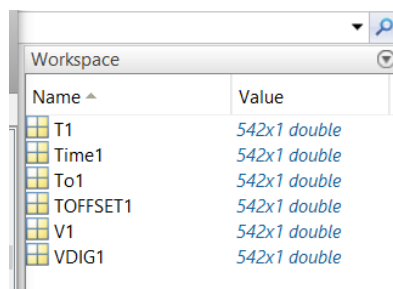 Workspace
Name Value
T1 542x1 double
Time1 542x1 double
To1 542x1 double
TOFFSET1 542x1 double
V1 542x1 double
VDIG1 542x1 double